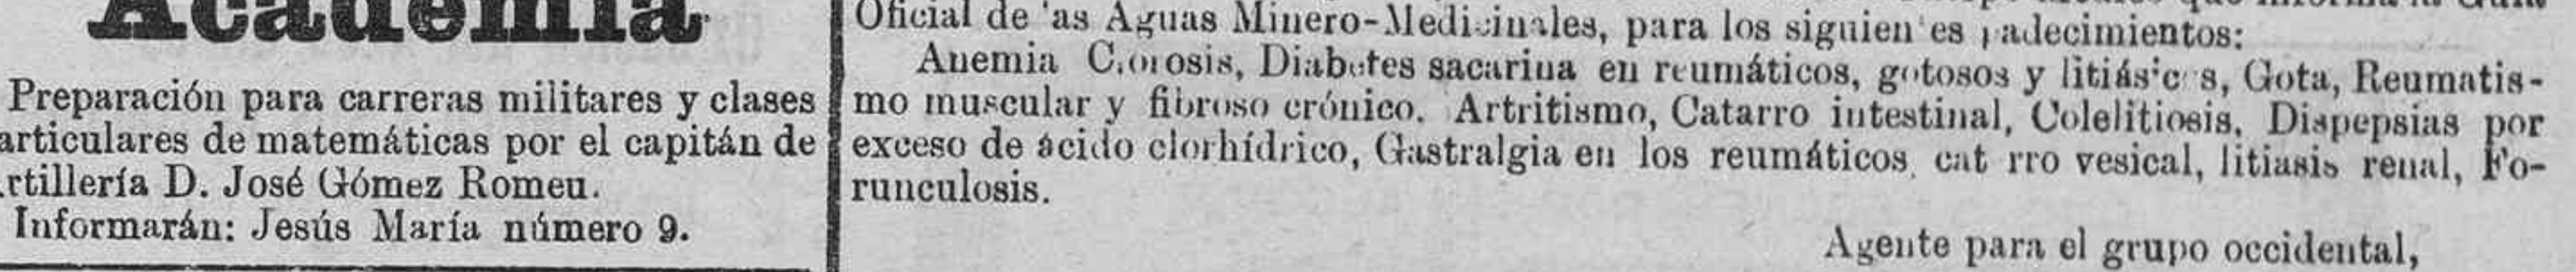 Academia
Preparación para carreras militares y clases
articulares de matemáticas por el capitán de
rtillería D. José Gómez Romeu.
Informarán: Jesús María número 9.
Oficial de as Aguas Minero-Medicinales, para los siguien es padecimientos:
Anemia Clorosis, Diabetes sacarina en reumáticos, gotosos y litiásicos, Gota, Reumatis-
mo muscular y fibroso crónico. Artritismo, Catarro intestinal, Colelitiosis, Dispepsias por
exceso de ácido clorhídrico, Gastralgia en los reumáticos, cat rro vesical, litiasis renal, Fo-
runculosis.
Agente para el grupo occidental,